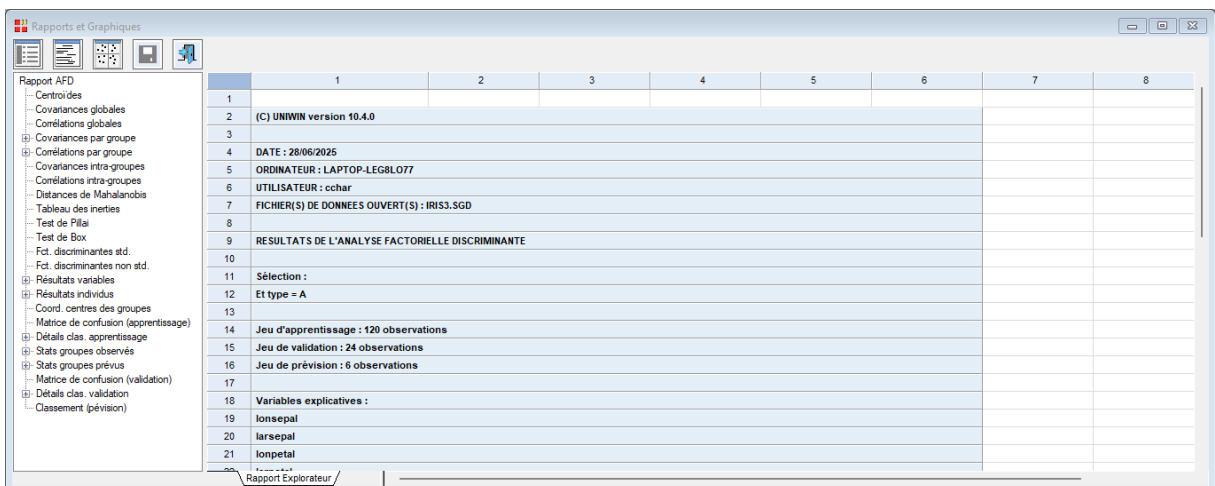 Rapports et Graphiques
Rapport AFD
Centroïdes
Covariances globales
Corrélations globales
Covariances par groupe
Corrélations par groupe
Covariances intra-groupes
Corrélations intra-groupes
Distances de Mahalanobis
Tableau des inerties
Test de Pillai
Test de Box
Fct. discriminantes std.
Fct. discriminantes non std.
Résultats variables
Résultats individus
Coord. centres des groupes
Matrice de confusion (apprentissage)
Détails clas. apprentissage
Stats groupes observés
Stats groupes prévus
Matrice de confusion (validation)
Détails clas. validation
Classement (pévision)
1 2 3 4 5 6 7 8
1
2 (C) UNIWIN version 10.4.0
3
4 DATE : 28/06/2025
5 ORDINATEUR : LAPTOP-LEG8LO77
6 UTILISATEUR : cchar
7 FICHIER(S) DE DONNEES OUVERT(S) : IRIS3.SGD
8
9 RESULTATS DE L'ANALYSE FACTORIELLE DISCRIMINANTE
10
11 Sélection :
12 Et type = A
13
14 Jeu d'apprentissage : 120 observations
15 Jeu de validation : 24 observations
16 Jeu de prévision : 6 observations
17
18 Variables explicatives :
19 lonsepal
20 larsepal
21 lonpetal
Rapport Explorateur